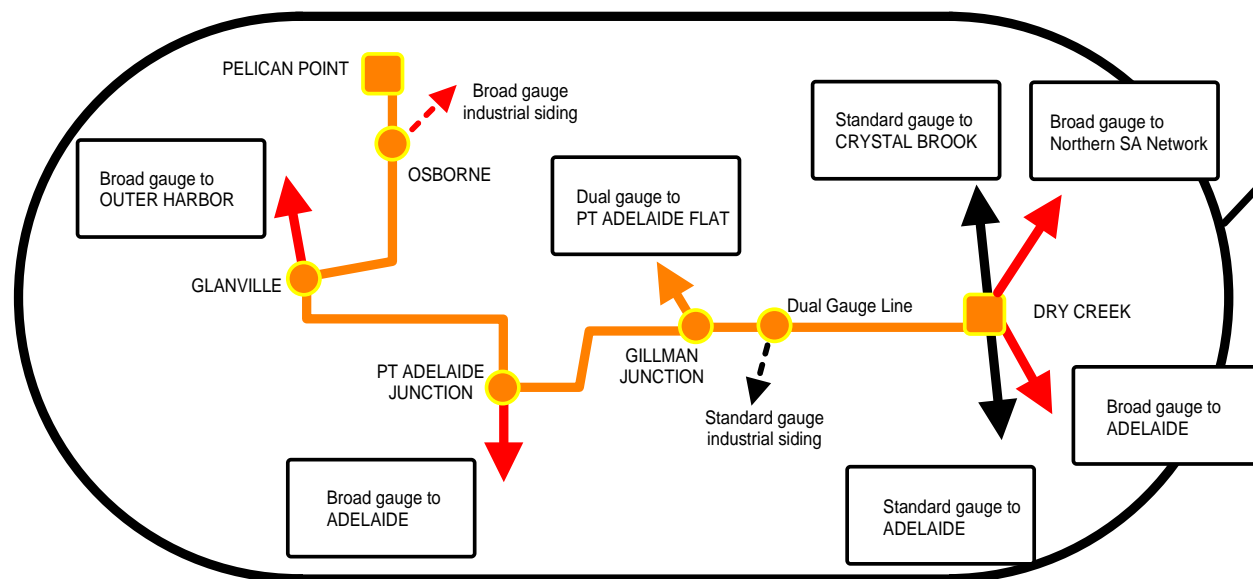 PELICAN POINT
Broad gauge
industrial siding
OSBORNE
Broad gauge to
OUTER HARBOR
GLANVILLE
PT ADELAIDE
JUNCTION
Broad gauge to
ADELAIDE
Dual gauge to
PT ADELAIDE FLAT
GILLMAN
JUNCTION
Dual Gauge Line
Standard gauge
industrial siding
Standard gauge to
CRYSTAL BROOK
Broad gauge to
Northern SA Network
DRY CREEK
Broad gauge to
ADELAIDE
Standard gauge to
ADELAIDE